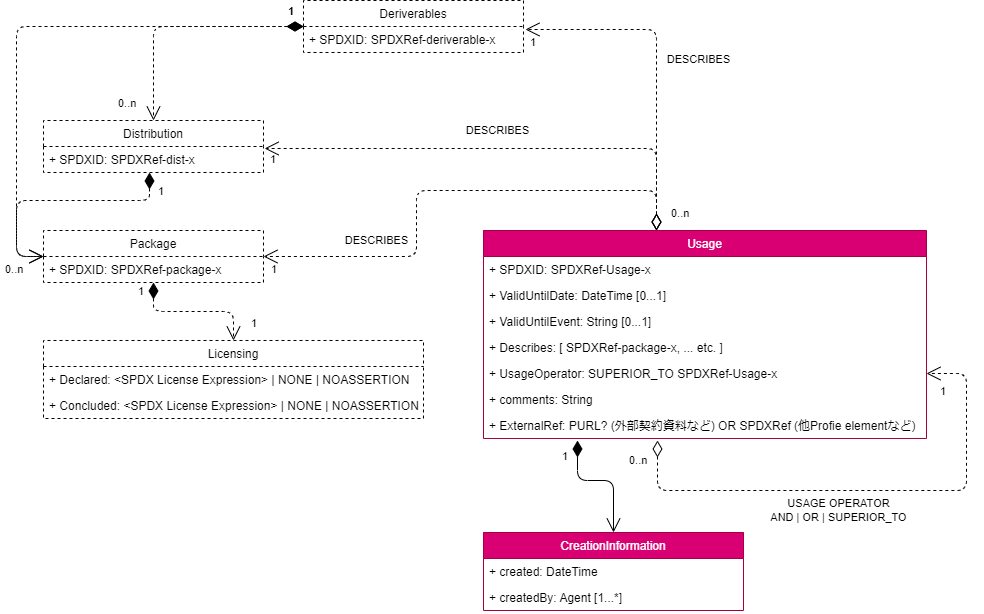 1
Deriverables
+ SPDXID: SPDXRef-deriverable-x
1
DESCRIBES
0..n
Distribution
+ SPDXID: SPDXRef-dist-x
1
DESCRIBES
1
1
Package
+ SPDXID: SPDXRef-package-x
0..n
1
DESCRIBES
1
1
Licensing
+ Declared: <SPDX License Expression> | NONE | NOASSERTION
+ Concluded: <SPDX License Expression> | NONE | NOASSERTION
0..n
Usage
+ SPDXID: SPDXRef-Usage-x
+ ValidUntilDate: DateTime [0...1]
+ ValidUntilEvent: String [0...1]
+ Describes: [ SPDXRef-package-x, ... etc. ]
+ UsageOperator: SUPERIOR_TO SPDXRef-Usage-x
+ comments: String
+ ExternalRef: PURL? (外部契約資料など) OR SPDXRef (他Profie elementなど)
1
1
0..n
USAGE OPERATOR
AND | OR | SUPERIOR_TO
CreationInformation
+ created: DateTime
+ createdBy: Agent [1...*]